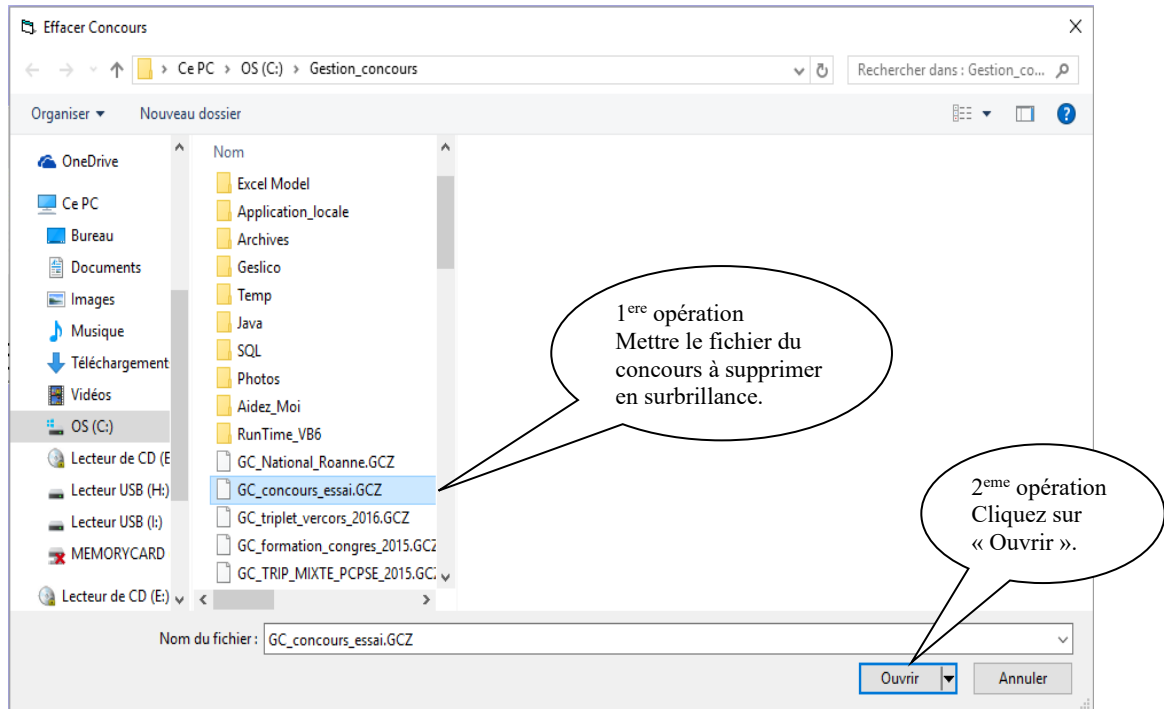 Effacer Concours
Ce PC > OS (C:) > Gestion_concours
Rechercher dans : Gestion_co...
Organiser
Nouveau dossier
OneDrive
Ce PC
Bureau
Documents
Images
Musique
Téléchargement
Vidéos
OS (C:)
Lecteur de CD (E
Lecteur USB (H:)
Lecteur USB (I:)
MEMORYCARD
Lecteur de CD (E:)
Nom
Excel Model
Application_locale
Archives
Geslico
Temp
Java
SQL
Photos
Aidez_Moi
RunTime_VB6
GC_National_Roanne.GCZ
GC_concours_essai.GCZ
GC_triplet_vercors_2016.GCZ
GC_formation_congres_2015.GCZ
GC_TRIP_MIXTE_PCPSE_2015.GCZ
1ere opération
Mettre le fichier du
concours à supprimer
en surbrillance.
2eme opération
Cliquez sur
« Ouvrir ».
Nom du fichier : GC_concours_essai.GCZ
Ouvrir
Annuler